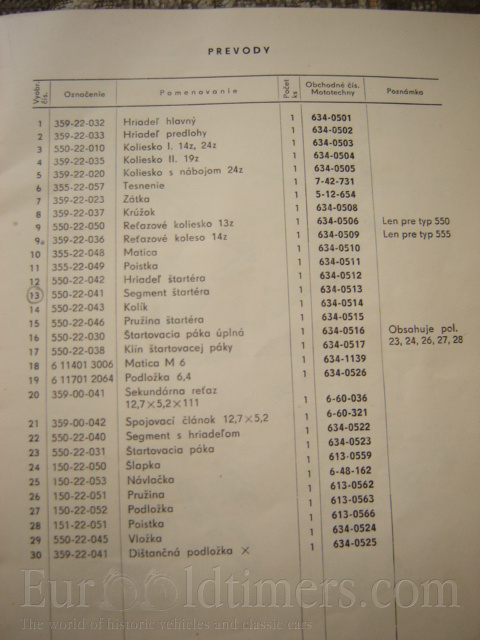 PREVODY
Vyobr. čís. Označenie Pomenovanie Počet ks Obchodné čís. Mototechny Poznámka
1 359-22-032 Hriadeľ hlavný 1 634-0501
2 359-22-033 Hriadeľ predlohy 1 634-0502
3 550-22-010 Koliesko I. 14z, 24z 1 634-0503
4 359-22-035 Koliesko II. 19z 1 634-0504
5 359-22-020 Koliesko s nábojom 24z 1 634-0505
6 355-22-057 Tesnenie 1 7-42-731
7 359-22-023 Zátka 1 5-12-654
8 359-22-037 Krúžok 1 634-0508
9 550-22-050 Reťazové koliesko 13z 1 634-0506 Len pre typ 550
9a 359-22-036 Reťazové koleso 14z 1 634-0509 Len pre typ 555
10 355-22-048 Matica 1 634-0510
11 355-22-049 Poistka 1 634-0511
12 550-22-042 Hriadeľ štartéra 1 634-0512
13 550-22-041 Segment štartéra 1 634-0513
14 550-22-043 Kolík 1 634-0514
15 550-22-046 Pružina štartéra 1 634-0515
16 550-22-030 Štartovacia páka úplná 1 634-0516 Obsahuje pol.
17 550-22-038 Klin štartovacej páky 1 634-0517 23, 24, 26, 27, 28
18 6 11401 3006 Matica M 6 1 634-1139
19 6 11701 2064 Podložka 6,4 1 634-0526
20 359-00-041 Sekundárna reťaz
12,7×5,2×111 1 6-60-036
21 359-00-042 Spojovací článok 12,7×5,2 1 6-60-321
22 550-22-040 Segment s hriadeľom 1 634-0522
23 550-22-031 Štartovacia páka 1 634-0523
24 150-22-050 Šlapka 1 613-0559
25 150-22-053 Návlačka 1 6-48-162
26 150-22-051 Pružina 1 613-0562
27 150-22-052 Podložka 1 613-0563
28 151-22-051 Poistka 1 613-0566
29 550-22-045 Vložka 1 634-0524
30 359-22-041 Dištančná podložka × 1 634-0525
Eur ldtimers.com
The world of historic vehicles and classic cars